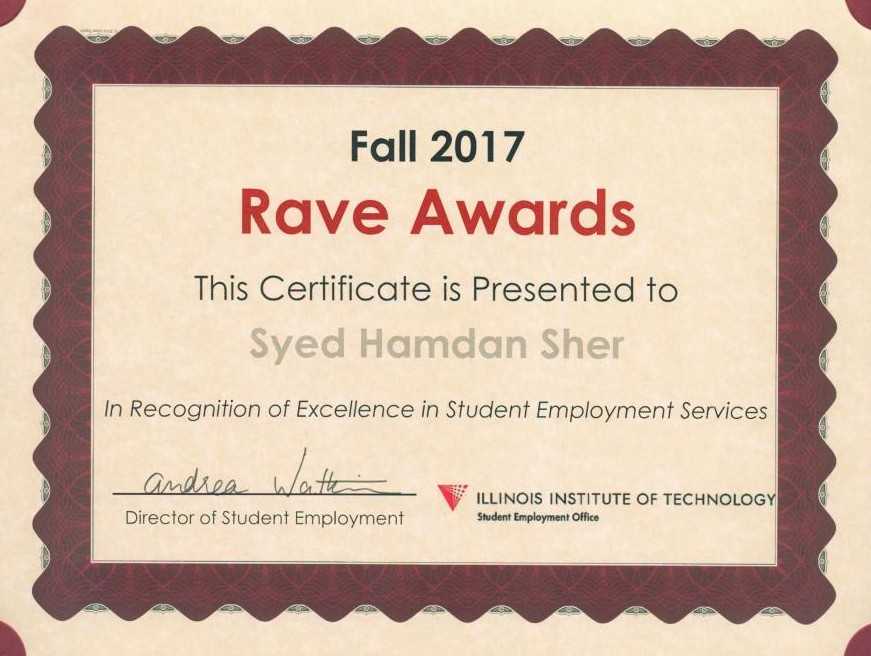 Fall 2017
Rave Awards
This Certificate is Presented to
Syed Hamdan Sher
In Recognition of Excellence in Student Employment Services
Andrea Watkins
Director of Student Employment
ILLINOIS INSTITUTE OF TECHNOLOGY
Student Employment Office